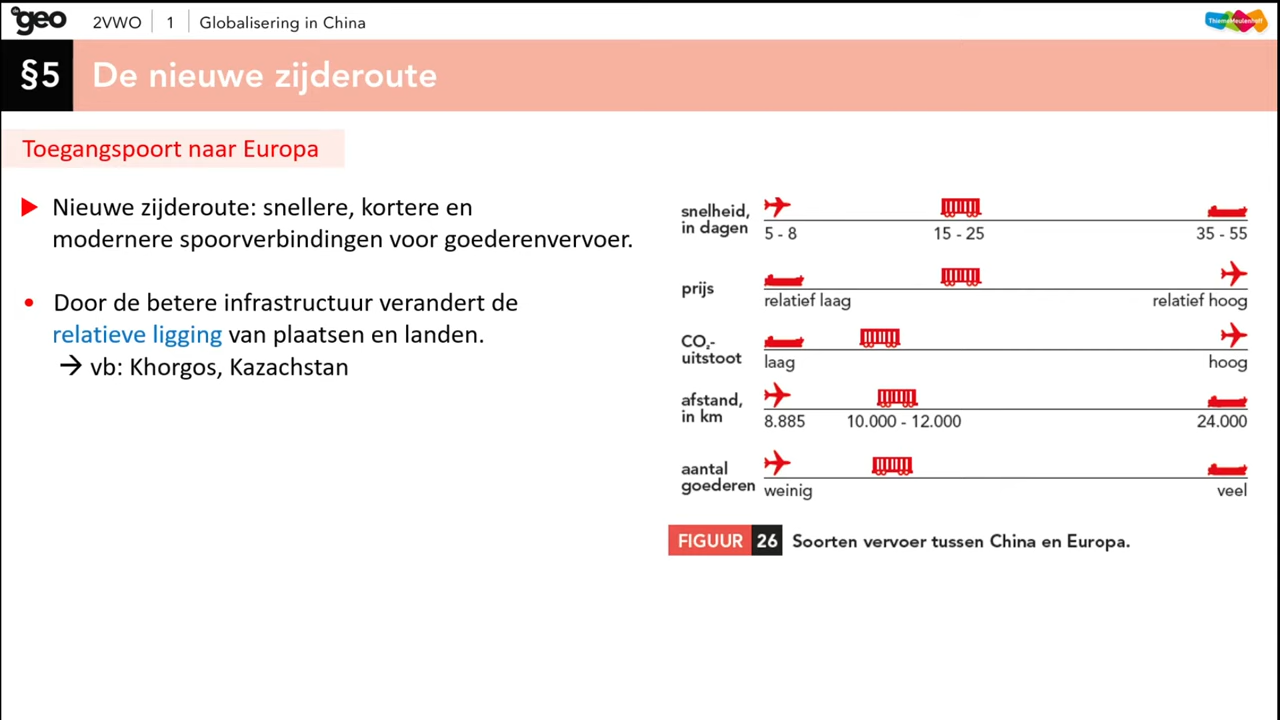 de geo
2VWO
1
Globalisering in China
ThiemeMeulenhoff
§5
De nieuwe zijderoute
Toegangspoort naar Europa
Nieuwe zijderoute: snellere, kortere en
modernere spoorverbindingen voor goederenvervoer.
• Door de betere infrastructuur verandert de
relatieve ligging van plaatsen en landen.
→ vb: Khorgos, Kazachstan
snelheid,
in dagen
5 - 8
15 - 25
35 - 55
prijs
relatief laag
relatief hoog
CO₂-
uitstoot
laag
hoog
afstand,
in km
8.885
10.000 - 12.000
24.000
aantal
goederen
weinig
veel
FIGUUR 26 Soorten vervoer tussen China en Europa.